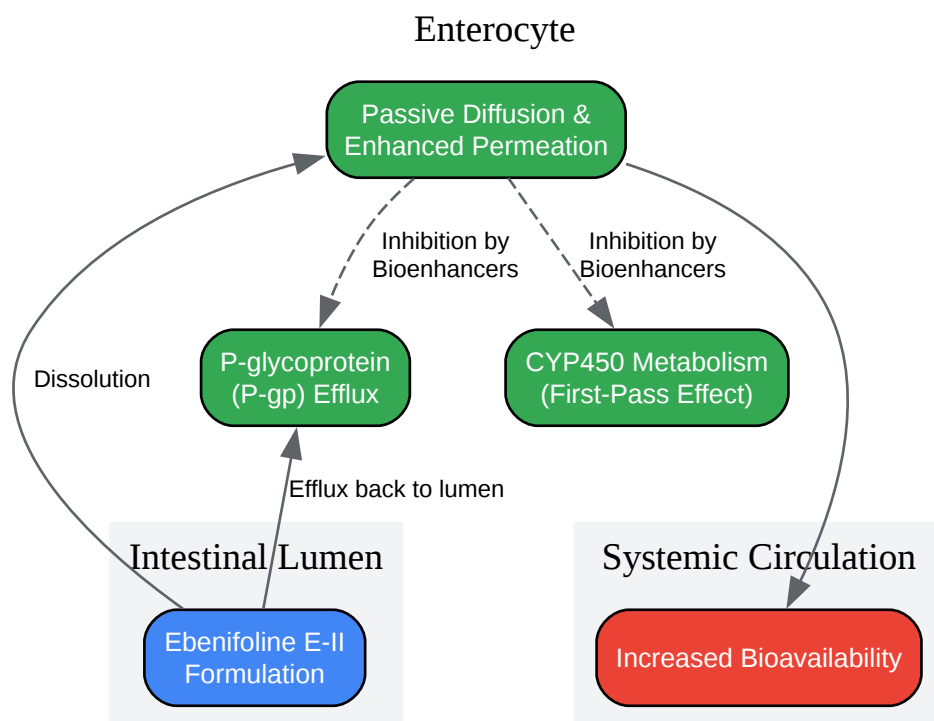 Enterocyte
Passive Diffusion &
Enhanced Permeation
Inhibition by
Bioenhancers
Inhibition by
Bioenhancers
P-glycoprotein
(P-gp) Efflux
CYP450 Metabolism
(First-Pass Effect)
Dissolution
Efflux back to lumen
Intestinal Lumen
Systemic Circulation
Ebenifoline E-II
Formulation
Increased Bioavailability